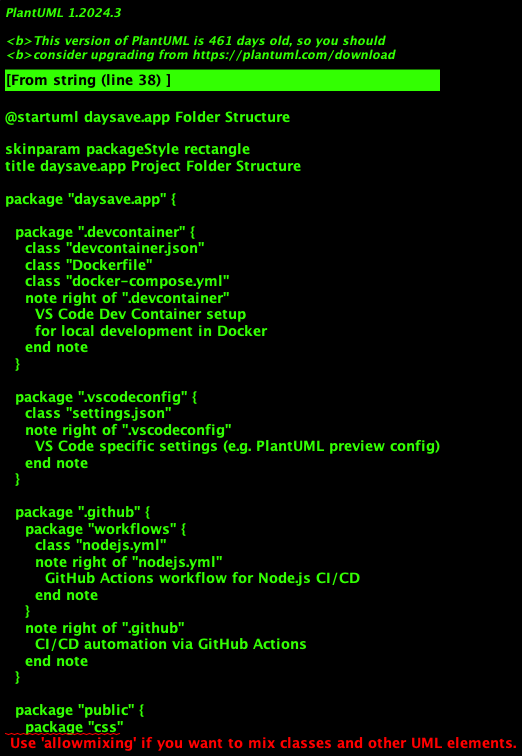 PlantUML 1.2024.3
<b>This version of PlantUML is 461 days old, so you should
<b>consider upgrading from https://plantuml.com/download
[From string (line 38) ]
@startuml daysave.app Folder Structure
skinparam packageStyle rectangle
title daysave.app Project Folder Structure
package "daysave.app" {
package ".devcontainer" {
class "devcontainer.json"
class "Dockerfile"
class "docker-compose.yml"
note right of ".devcontainer"
VS Code Dev Container setup
for local development in Docker
end note
}
package ".vscodeconfig" {
class "settings.json"
note right of ".vscodeconfig"
VS Code specific settings (e.g. PlantUML preview config)
end note
}
package ".github" {
package "workflows" {
class "nodejs.yml"
note right of "nodejs.yml"
GitHub Actions workflow for Node.js CI/CD
end note
}
note right of ".github"
CI/CD automation via GitHub Actions
end note
}
package "public" {
package "css"
Use 'allowmixing' if you want to mix classes and other UML elements.